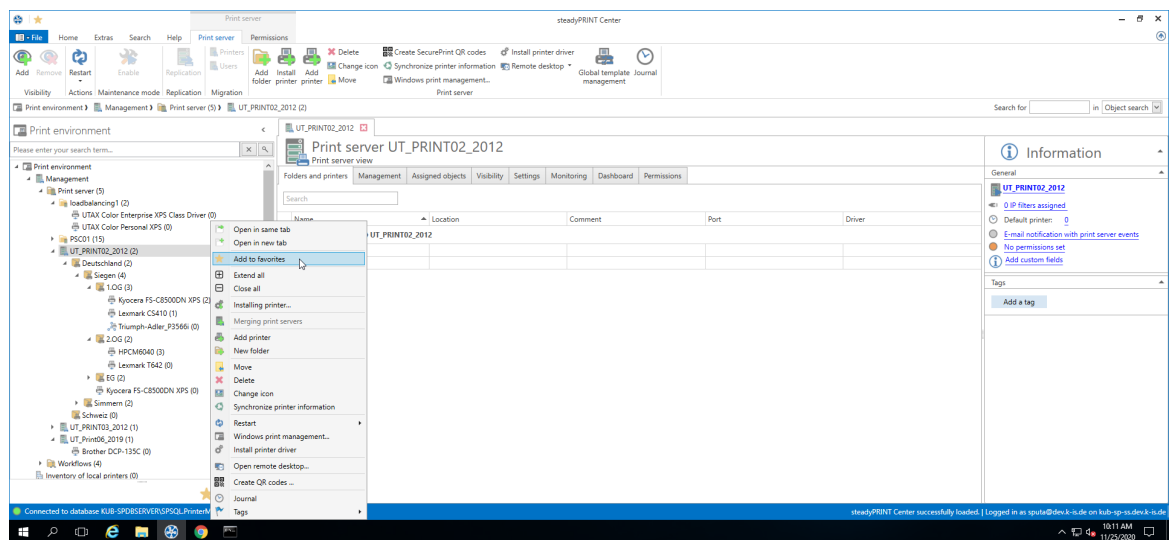 Print server
steadyPRINT Center
File Home Extras Search Help Print server Permissions
Add Remove Restart Enable Replication Printers Users
Add folder Install printer Add printer
Delete Change icon Move
Create SecurePrint QR codes Synchronize printer information Windows print management...
Install printer driver Remote desktop
Global template management Journal
Visibility Actions Maintenance mode Replication Migration Print server
Print environment Management Print server (5) UT_PRINT02_2012 (2)
Search for in Object search
Print environment
Please enter your search term...
Print environment
Management
Print server (5)
loadbalancing1 (2)
UTAX Color Enterprise XPS Class Driver (0)
UTAX Color Personal XPS (0)
PSC01 (15)
UT_PRINT02_2012 (2)
Deutschland (2)
Siegen (4)
1.OG (3)
Kyocera FS-C8500DN XPS (2)
Lexmark CS410 (1)
Triumph-Adler_P3566i (0)
2.OG (2)
HPCM6040 (3)
Lexmark T642 (0)
EG (2)
Kyocera FS-C8500DN XPS (0)
Simmern (2)
Schweiz (0)
UT_PRINT03_2012 (1)
UT_Print06_2019 (1)
Brother DCP-135C (0)
Workflows (4)
Inventory of local printers (0)
Open in same tab
Open in new tab
Add to favorites
Extend all
Close all
Installing printer...
Merging print servers
Add printer
New folder
Move
Delete
Change icon
Synchronize printer information
Restart
Windows print management...
Install printer driver
Open remote desktop...
Create QR codes ...
Journal
Tags
UT_PRINT02_2012
Print server UT_PRINT02_2012
Print server view
Folders and printers Management Assigned objects Visibility Settings Monitoring Dashboard Permissions
Search
Name Location Comment Port Driver
UT_PRINT02_2012
Information
General
UT_PRINT02_2012
0 IP filters assigned
Default printer: 0
E-mail notification with print server events
No permissions set
Add custom fields
Tags
Add a tag
Connected to database KUB-SPDBSERVER\SPSQL.PrinterM
steadyPRINT Center successfully loaded. | Logged in as sputa@dev.k-is.de on kub-sp-ss.dev.k-is.de
10:11 AM
11/25/2020